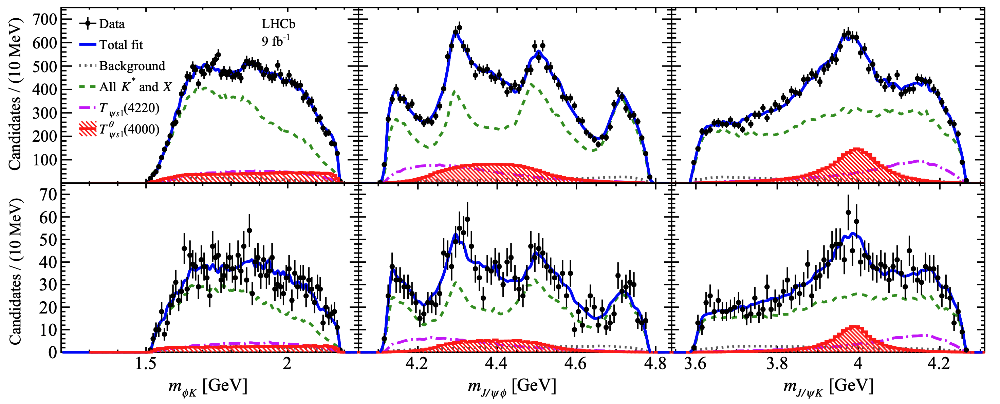 Candidates / (10 MeV)
700
600
500
400
300
200
100
Data
Total fit
Background
All K* and X
Tψs1(4220)
T^θψs1(4000)
LHCb
9 fb⁻¹
Candidates / (10 MeV)
70
60
50
40
30
20
10
0
1.5 2 4.2 4.4 4.6 4.8 3.6 3.8 4 4.2
mϕK [GeV] mJ/ψϕ [GeV] mJ/ψK [GeV]